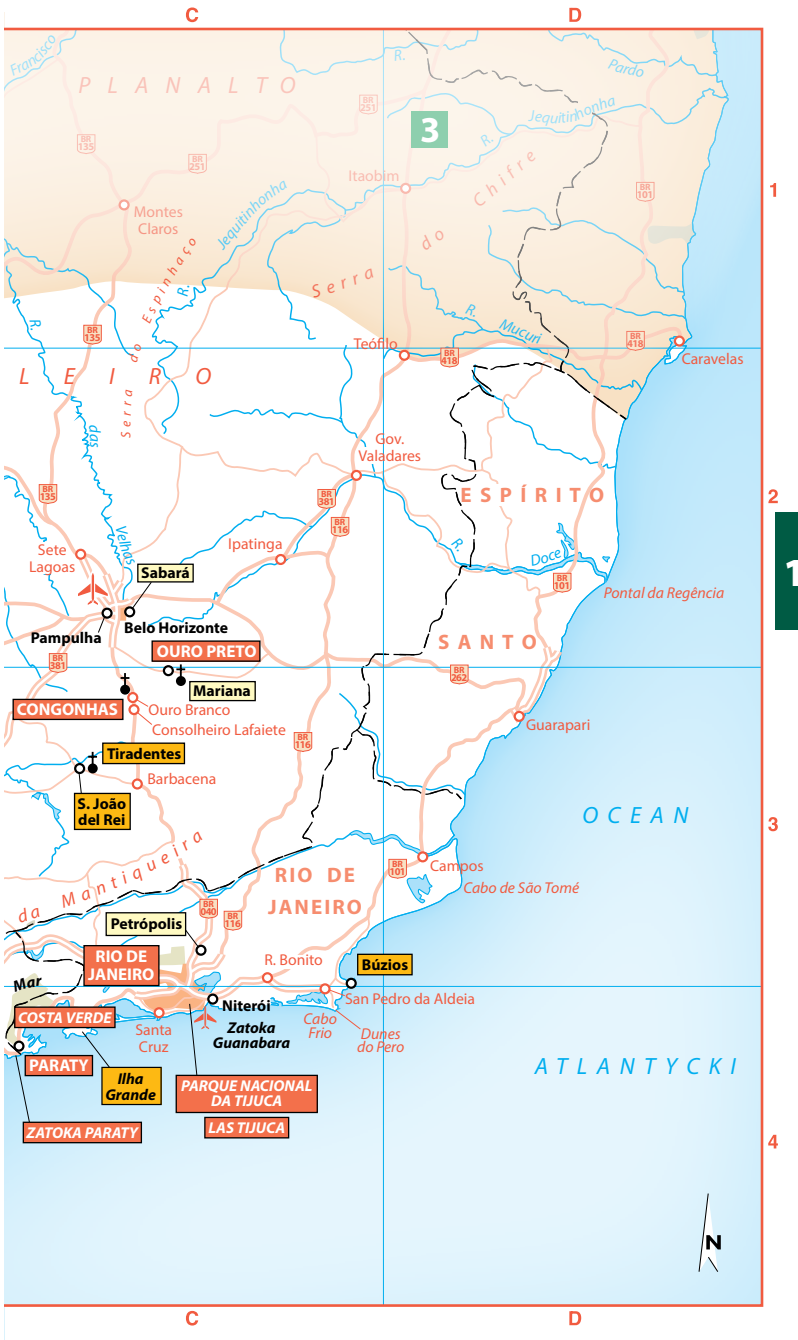 C
D
Francisco
R.
Pardo
PLANALTO
BR
251
Jequitinhonha
3
R.
BR
135
BR
251
Itaobim
Chifre
BR
101
1
Montes
Claros
Jequitinhonha
do
Serra
R.
Serra do Espinhaço
R.
BR
135
R.
Mucuri
BR
418
Teófilo
BR
418
Caravelas
LEIRO
das
Gov.
Valadares
ESPÍRITO
2
BR
135
BR
381
BR
116
Velhas
Sete
Lagoas
Ipatinga
R.
Doce
Sabará
BR
101
Pontal da Regência
1
Pampulha
Belo Horizonte
OURO PRETO
SANTO
BR
381
BR
262
Mariana
CONGONHAS
Ouro Branco
Consolheiro Lafaiete
Guarapari
BR
116
Tiradentes
Barbacena
S. João
del Rei
OCEAN
3
da Mantiqueira
RIO DE
JANEIRO
BR
101
Campos
Cabo de São Tomé
BR
040
BR
116
Petrópolis
RIO DE
JANEIRO
R. Bonito
Búzios
Mar
Niterói
San Pedro da Aldeia
COSTA VERDE
Santa
Cruz
Zatoka
Guanabara
Cabo
Frio
Dunes
do Pero
PARATY
Ilha
Grande
PARQUE NACIONAL
DA TIJUCA
ATLANTYCKI
ZATOKA PARATY
LAS TIJUCA
4
N
C
D